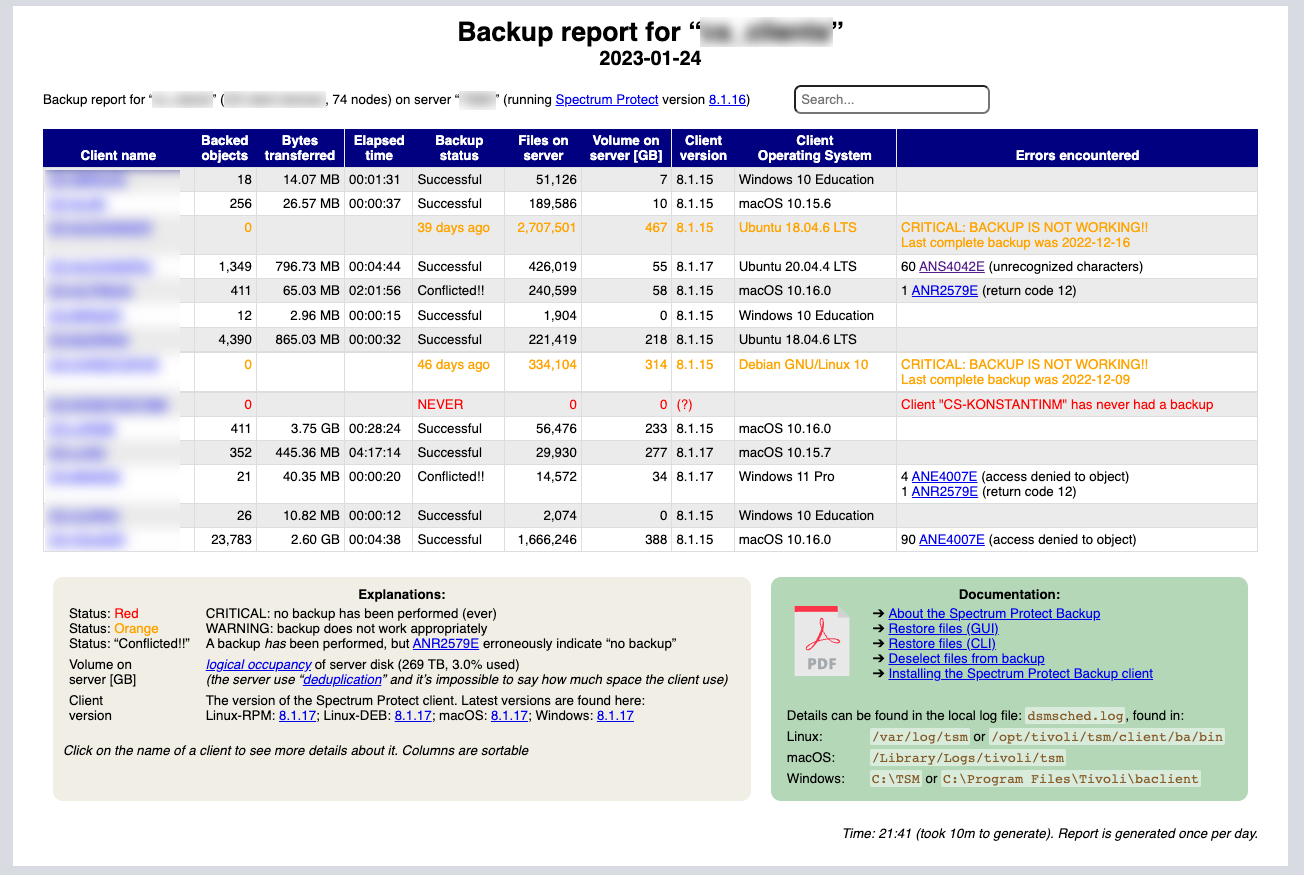 Backup report for “ ”
2023-01-24
Backup report for “ ” ( , 74 nodes) on server “ ” (running Spectrum Protect version 8.1.16)
Search...
Client name Backed objects Bytes transferred Elapsed time Backup status Files on server Volume on server [GB] Client version Client Operating System Errors encountered
18 14.07 MB 00:01:31 Successful 51,126 7 8.1.15 Windows 10 Education
256 26.57 MB 00:00:37 Successful 189,586 10 8.1.15 macOS 10.15.6
0 39 days ago 2,707,501 467 8.1.15 Ubuntu 18.04.6 LTS CRITICAL: BACKUP IS NOT WORKING!!
Last complete backup was 2022-12-16
1,349 796.73 MB 00:04:44 Successful 426,019 55 8.1.17 Ubuntu 20.04.4 LTS 60 ANS4042E (unrecognized characters)
411 65.03 MB 02:01:56 Conflicted!! 240,599 58 8.1.15 macOS 10.16.0 1 ANR2579E (return code 12)
12 2.96 MB 00:00:15 Successful 1,904 0 8.1.15 Windows 10 Education
4,390 865.03 MB 00:00:32 Successful 221,419 218 8.1.15 Ubuntu 18.04.6 LTS
0 46 days ago 334,104 314 8.1.15 Debian GNU/Linux 10 CRITICAL: BACKUP IS NOT WORKING!!
Last complete backup was 2022-12-09
0 NEVER 0 0 (?) Client "CS-KONSTANTINM" has never had a backup
411 3.75 GB 00:28:24 Successful 56,476 233 8.1.15 macOS 10.16.0
352 445.36 MB 04:17:14 Successful 29,930 277 8.1.17 macOS 10.15.7
21 40.35 MB 00:00:20 Conflicted!! 14,572 34 8.1.17 Windows 11 Pro 4 ANE4007E (access denied to object)
1 ANR2579E (return code 12)
26 10.82 MB 00:00:12 Successful 2,074 0 8.1.15 Windows 10 Education
23,783 2.60 GB 00:04:38 Successful 1,666,246 388 8.1.15 macOS 10.16.0 90 ANE4007E (access denied to object)
Explanations:
Status: Red CRITICAL: no backup has been performed (ever)
Status: Orange WARNING: backup does not work appropriately
Status: “Conflicted!!” A backup has been performed, but ANR2579E erroneously indicate “no backup”
Volume on server [GB] logical occupancy of server disk (269 TB, 3.0% used)
(the server use “deduplication” and it’s impossible to say how much space the client use)
Client version The version of the Spectrum Protect client. Latest versions are found here:
Linux-RPM: 8.1.17; Linux-DEB: 8.1.17; macOS: 8.1.17; Windows: 8.1.17
Click on the name of a client to see more details about it. Columns are sortable
Documentation:
PDF
➔ About the Spectrum Protect Backup
➔ Restore files (GUI)
➔ Restore files (CLI)
➔ Deselect files from backup
➔ Installing the Spectrum Protect Backup client
Details can be found in the local log file: dsmsched.log, found in:
Linux: /var/log/tsm or /opt/tivoli/tsm/client/ba/bin
macOS: /Library/Logs/tivoli/tsm
Windows: C:\TSM or C:\Program Files\Tivoli\baclient
Time: 21:41 (took 10m to generate). Report is generated once per day.